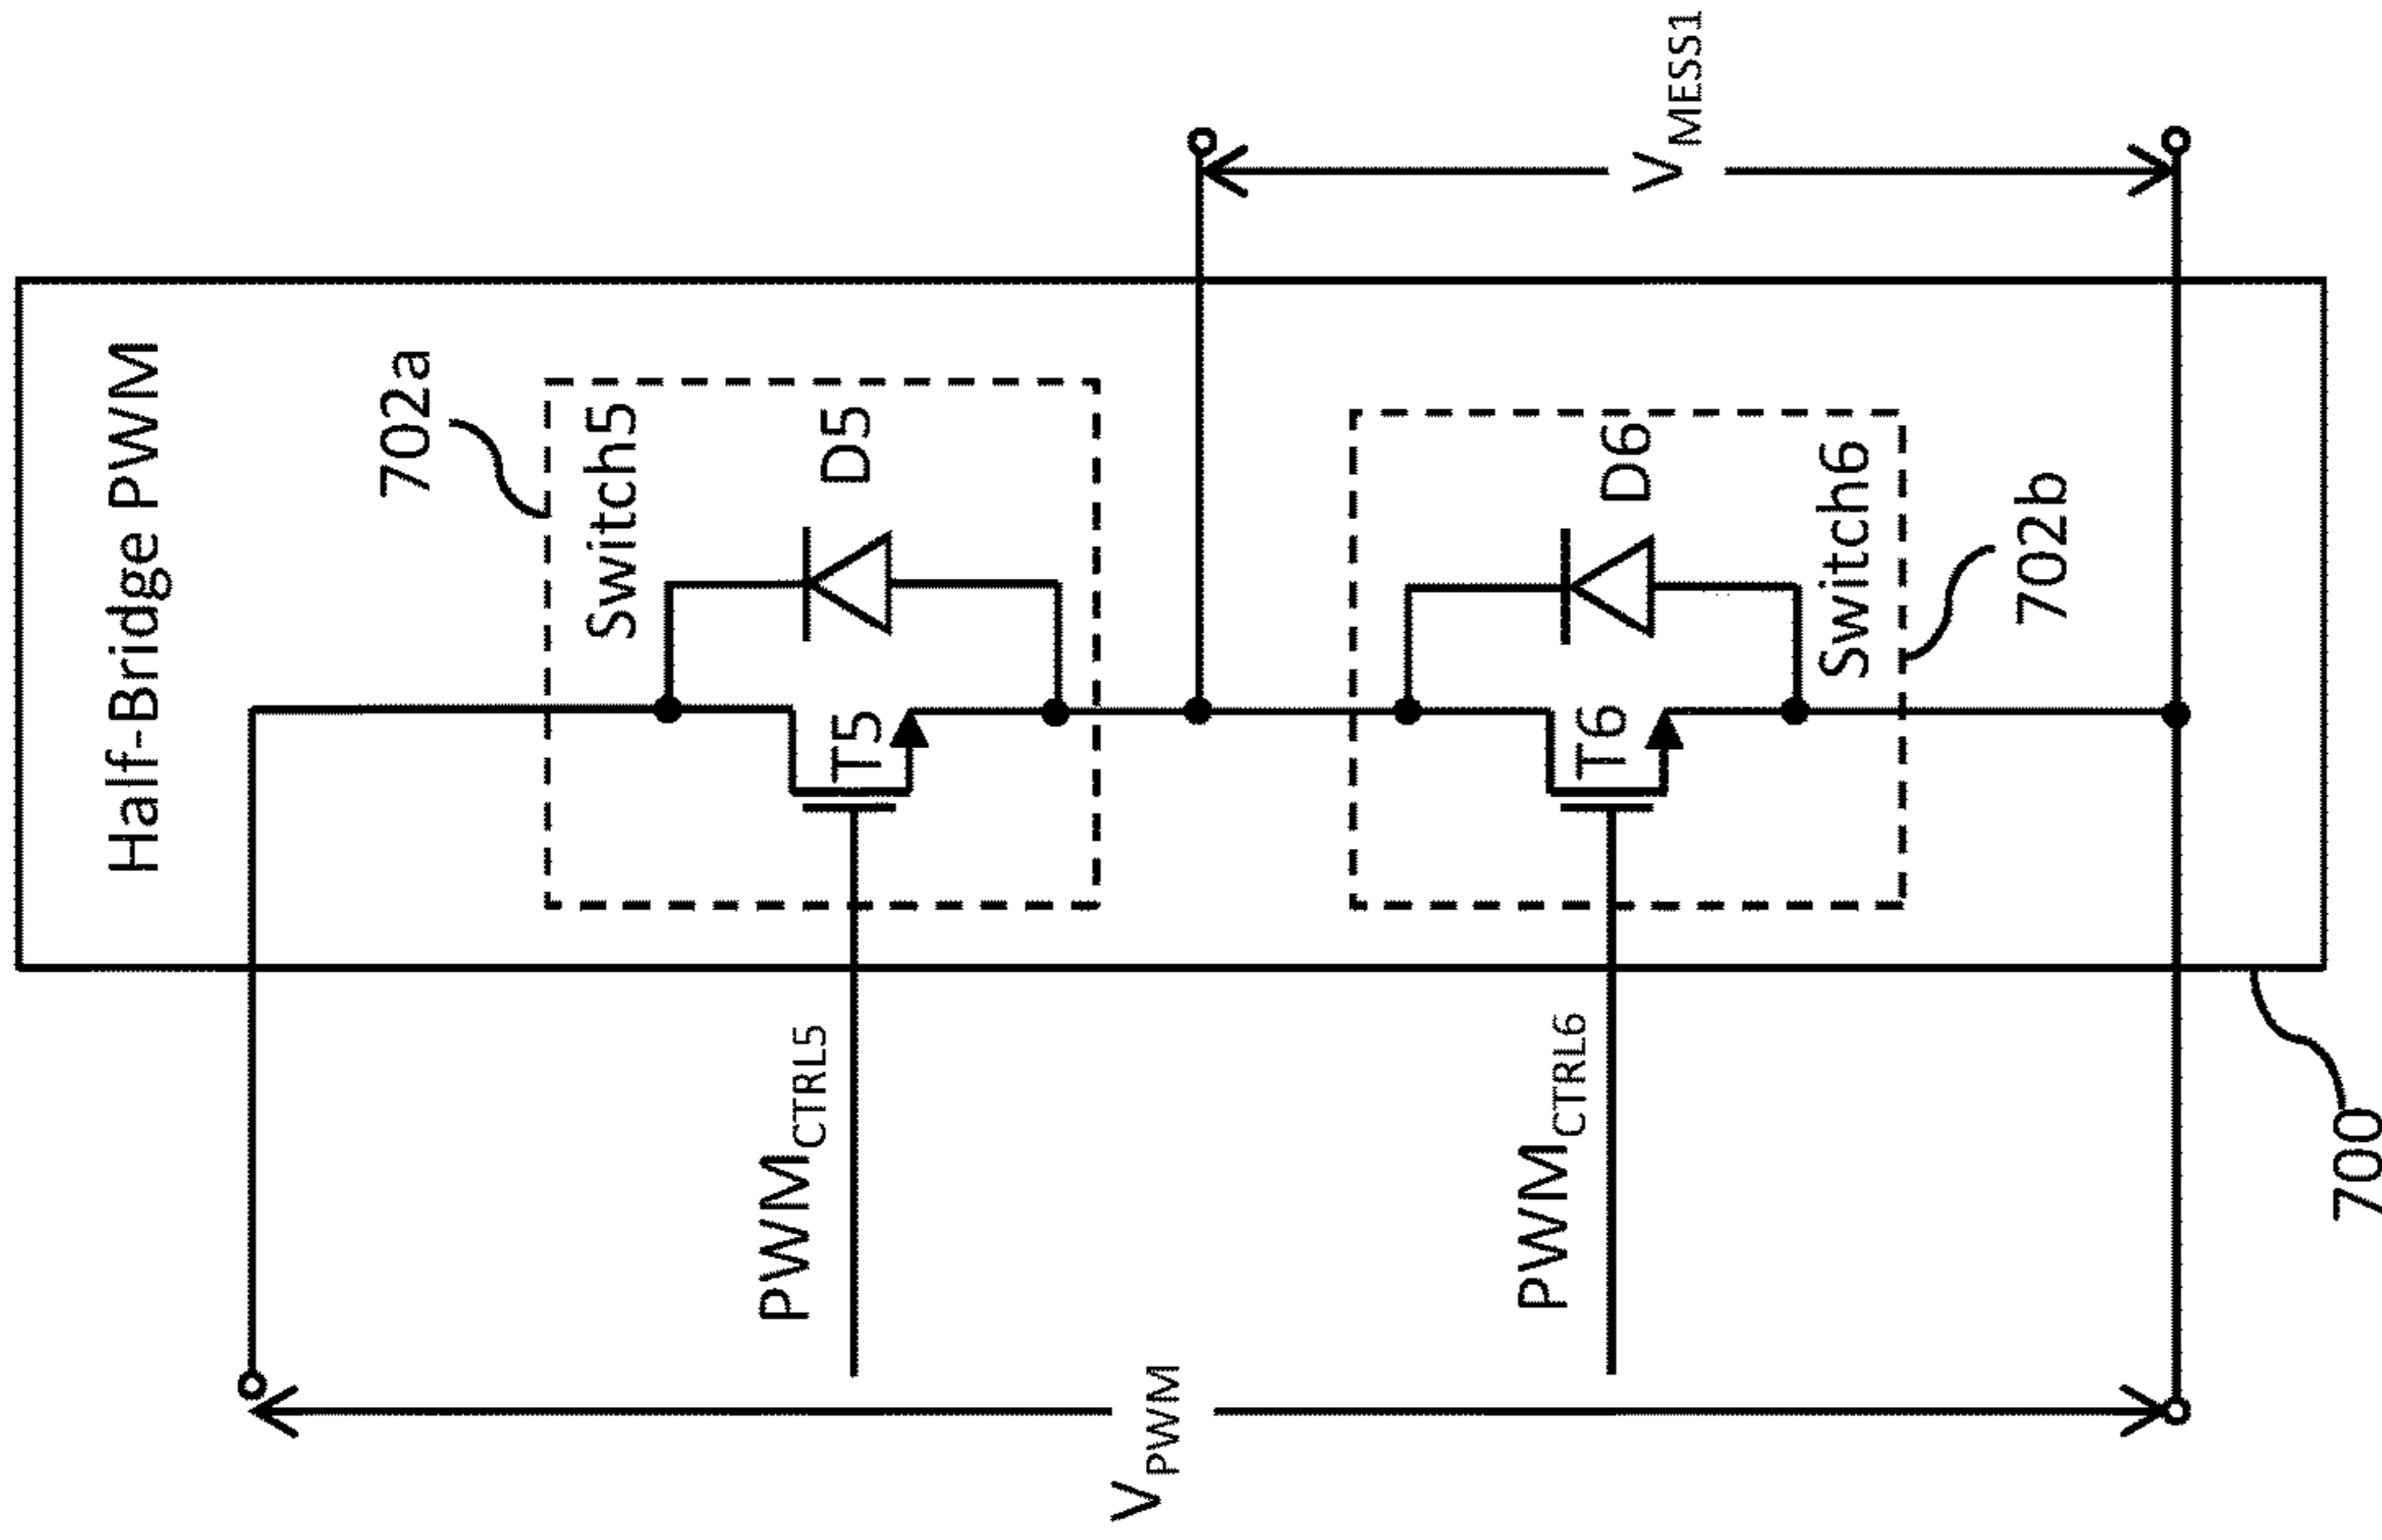 Half-Bridge PWM
702a
Switch5
D5
T5
PWM_CTRL5
V_PWM
V_MESS1
D6
T6
Switch6
PWM_CTRL6
702b
700